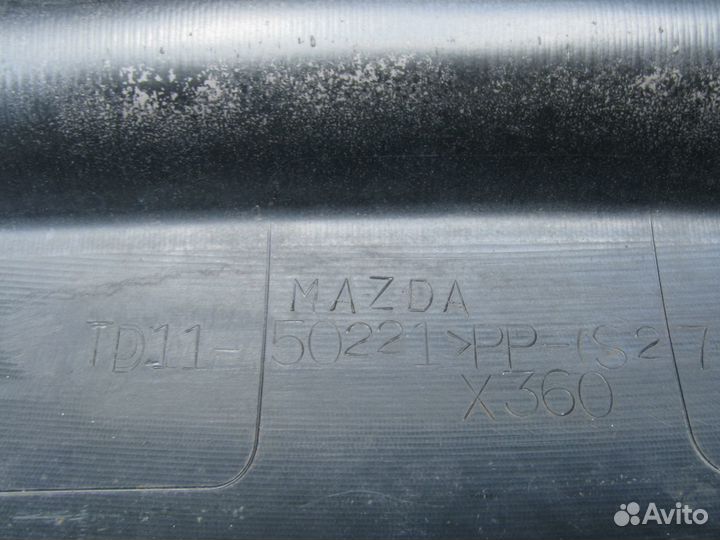 MAZDA
TD11-50221 >PP-(S27
X360
Avito